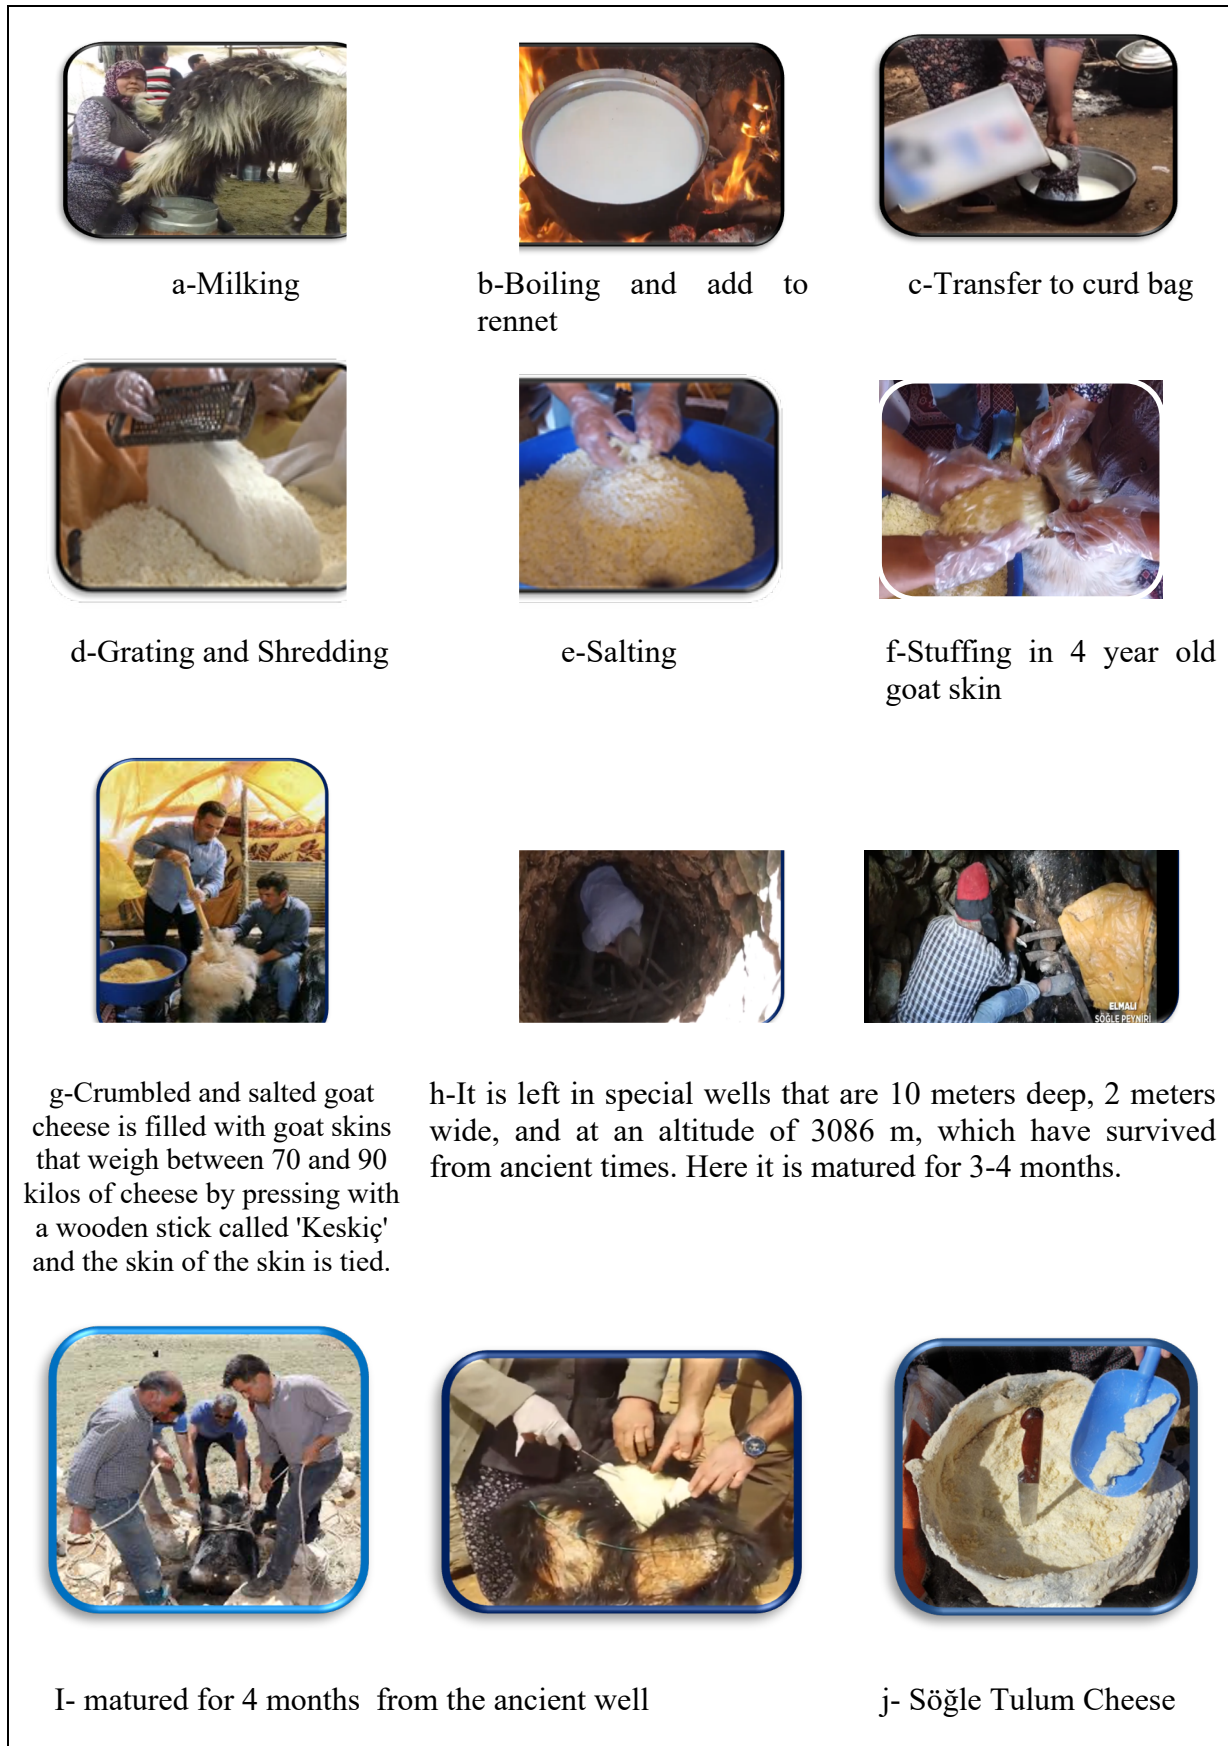 a-Milking
b-Boiling and add to
rennet
c-Transfer to curd bag
d-Grating and Shredding
e-Salting
f-Stuffing in 4 year old
goat skin
ELMALI
SÖĞLE PEYNİRİ
g-Crumbled and salted goat
cheese is filled with goat skins
that weigh between 70 and 90
kilos of cheese by pressing with
a wooden stick called 'Keskiç'
and the skin of the skin is tied.
h-It is left in special wells that are 10 meters deep, 2 meters
wide, and at an altitude of 3086 m, which have survived
from ancient times. Here it is matured for 3-4 months.
I- matured for 4 months from the ancient well
j- Söğle Tulum Cheese